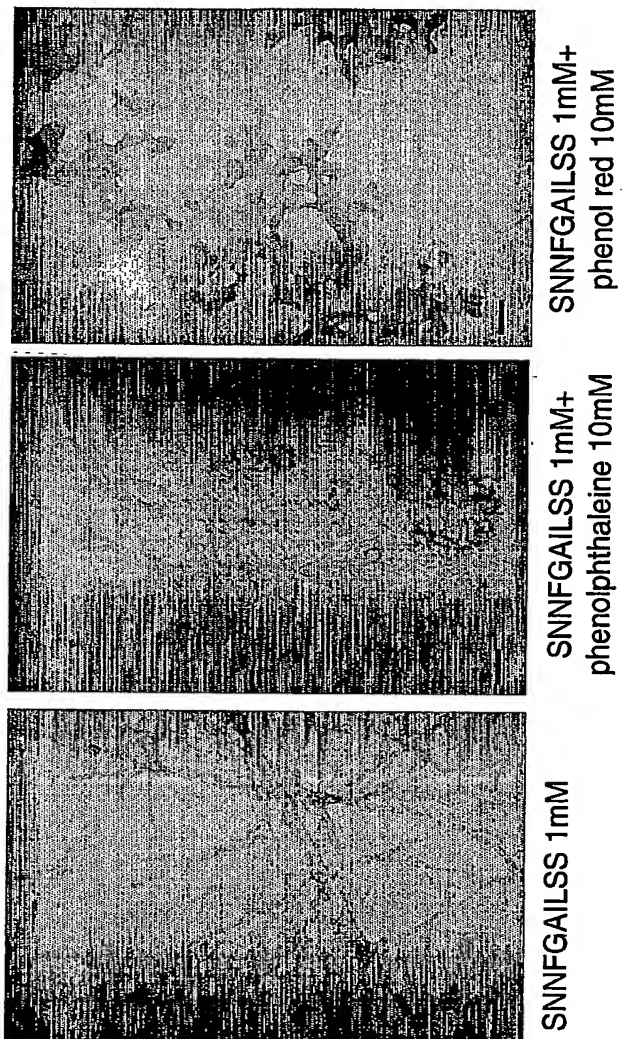 SNNFGAILSS 1mM
SNNFGAILSS 1mM+
phenolphthaleine 10mM
SNNFGAILSS 1mM+
phenol red 10mM